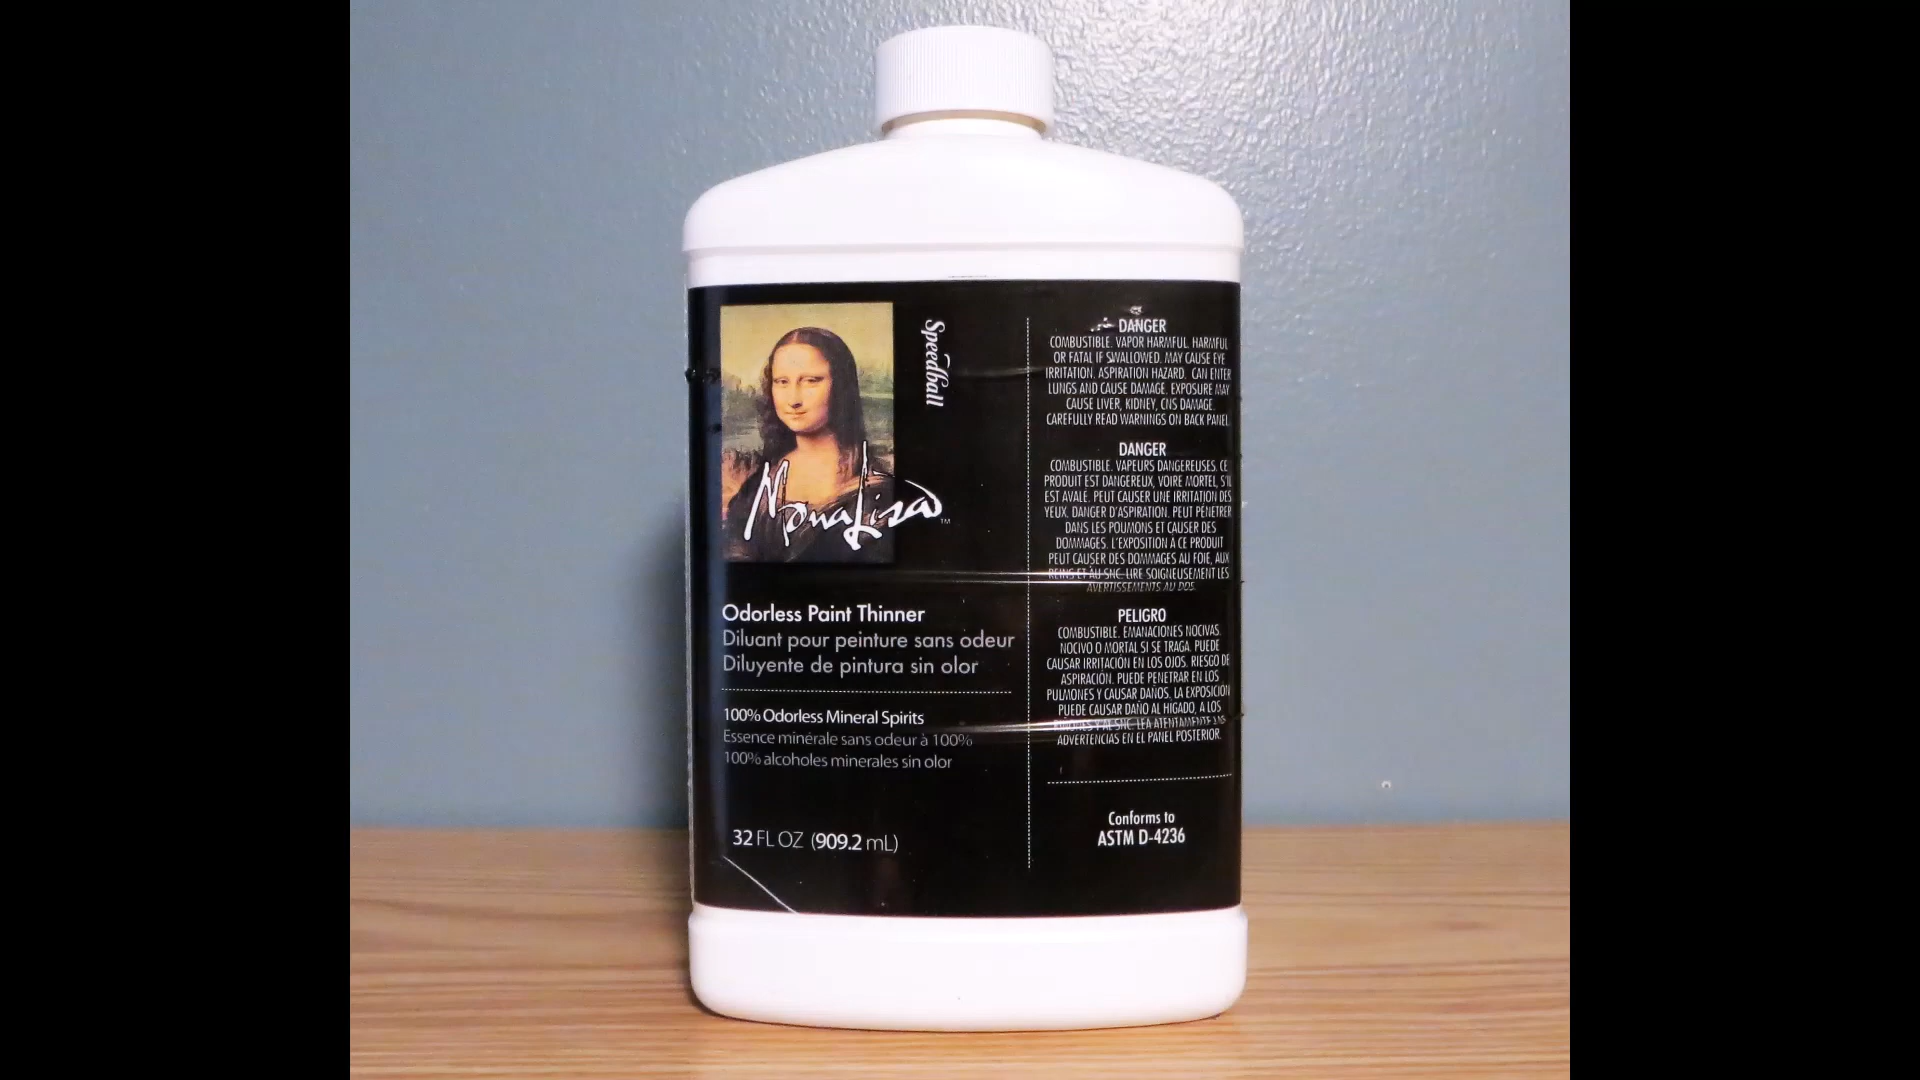 Speedball
Mona Lisa™
Odorless Paint Thinner
Diluant pour peinture sans odeur
Diluyente de pintura sin olor
100% Odorless Mineral Spirits
Essence minérale sans odeur à 100%
100% alcoholes minerales sin olor
32 FL OZ (909.2 mL)
DANGER
COMBUSTIBLE. VAPOR HARMFUL. HARMFUL
OR FATAL IF SWALLOWED. MAY CAUSE EYE
IRRITATION. ASPIRATION HAZARD. CAN ENTER
LUNGS AND CAUSE DAMAGE. EXPOSURE MAY
CAUSE LIVER, KIDNEY, CNS DAMAGE.
CAREFULLY READ WARNINGS ON BACK PANEL.
DANGER
COMBUSTIBLE. VAPEURS DANGEREUSES. CE
PRODUIT EST DANGEREUX, VOIRE MORTEL, S'IL
EST AVALÉ. PEUT CAUSER UNE IRRITATION DES
YEUX. DANGER D'ASPIRATION. PEUT PÉNÉTRER
DANS LES POUMONS ET CAUSER DES
DOMMAGES. L'EXPOSITION À CE PRODUIT
PEUT CAUSER DES DOMMAGES AU FOIE, AUX
REINS ET AU SNC. LIRE SOIGNEUSEMENT LES
AVERTISSEMENTS AU DOS.
PELIGRO
COMBUSTIBLE. EMANACIONES NOCIVAS.
NOCIVO O MORTAL SI SE TRAGA. PUEDE
CAUSAR IRRITACIÓN EN LOS OJOS. RIESGO DE
ASPIRACIÓN. PUEDE PENETRAR EN LOS
PULMONES Y CAUSAR DAÑOS. LA EXPOSICIÓN
PUEDE CAUSAR DAÑO AL HÍGADO, A LOS
RIÑONES Y AL SNC. LEA ATENTAMENTE LAS
ADVERTENCIAS EN EL PANEL POSTERIOR.
Conforms to
ASTM D-4236